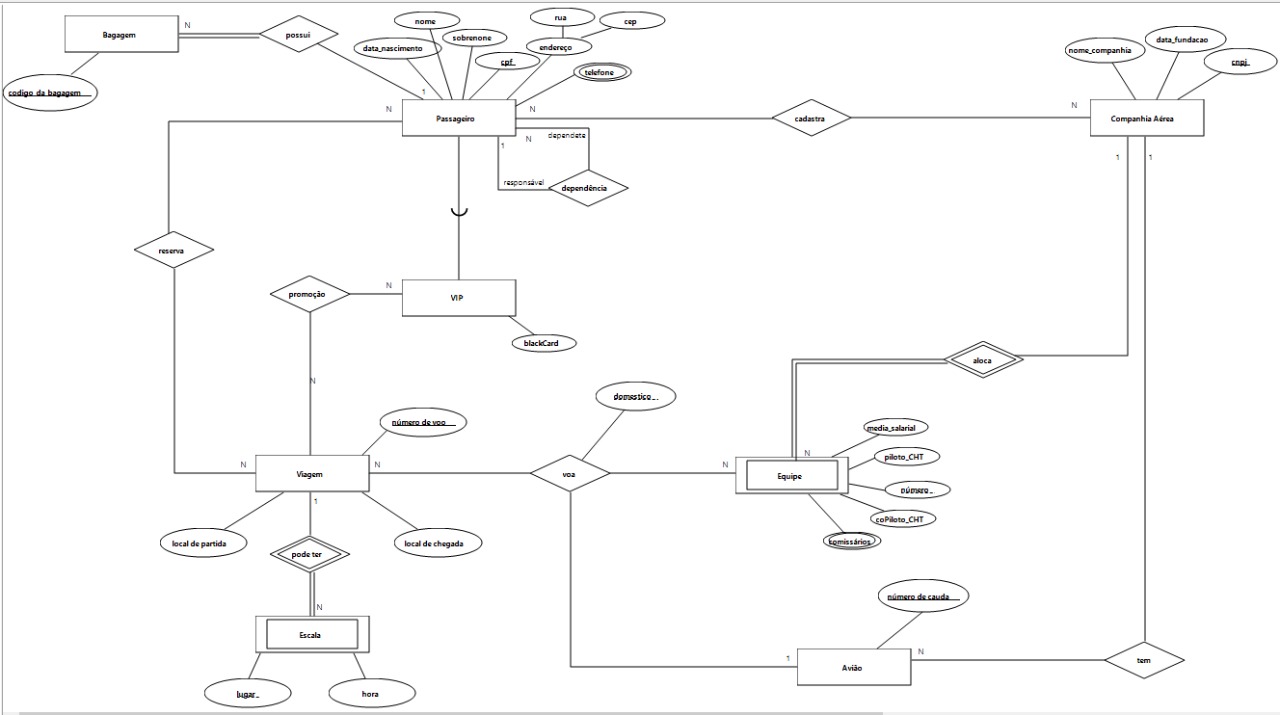 nome
rua
cep
N
Bagagem
possui
sobrenone
data_nascimento
endereço
cpf
telefone
codigo_da bagagem
1
N
Passageiro
N
1
N
dependete
responsável
dependência
cadastra
N
nome_companhia
data_fundacao
cnpj
Companhia Aérea
1
1
reserva
promoção
N
VIP
blackCard
aloca
N
domestico
número de voo
media_salarial
piloto_CHT
número
coPiloto_CHT
comissários
N
Equipe
N
voa
N
Viagem
N
1
local de partida
local de chegada
pode ter
N
Escala
lugar
hora
número de cauda
1
Avião
N
tem